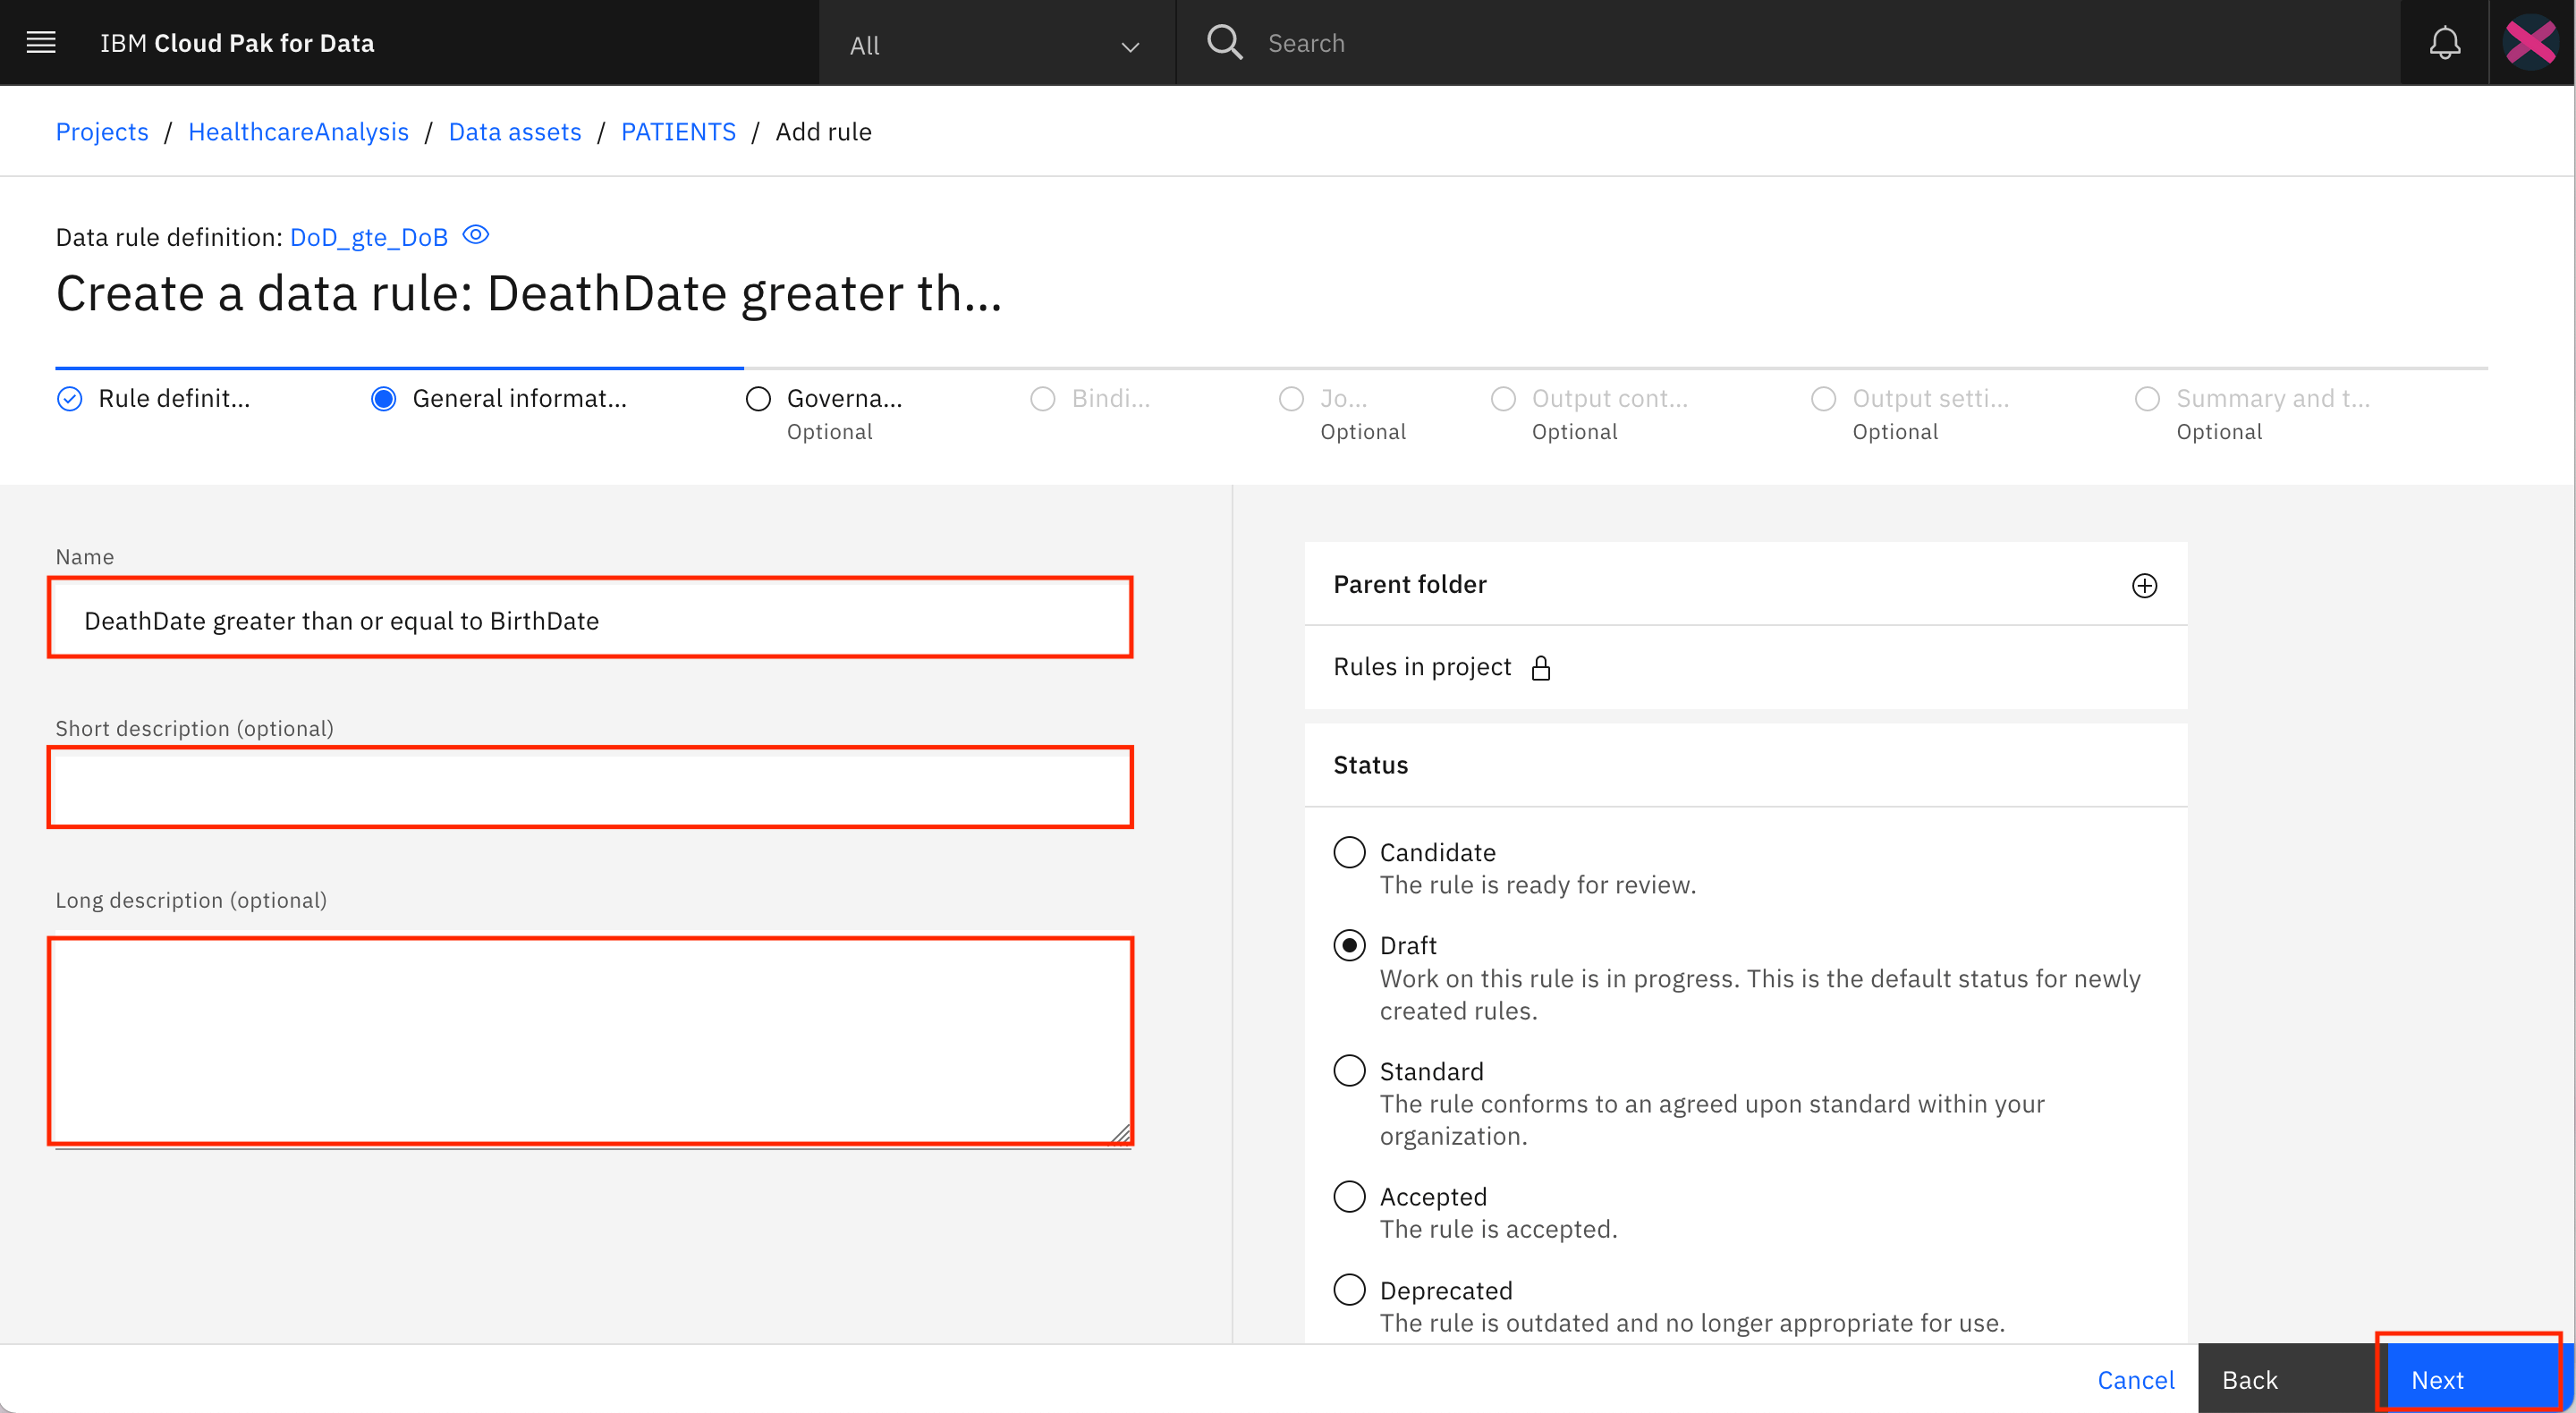 IBM Cloud Pak for Data
All
Search
Projects / HealthcareAnalysis / Data assets / PATIENTS / Add rule
Data rule definition: DoD_gte_DoB
Create a data rule: DeathDate greater th...
Rule definit...
General informat...
Governa...
Optional
Bindi...
Jo...
Optional
Output cont...
Optional
Output setti...
Optional
Summary and t...
Optional
Name
DeathDate greater than or equal to BirthDate
Short description (optional)
Long description (optional)
Parent folder
Rules in project
Status
Candidate
The rule is ready for review.
Draft
Work on this rule is in progress. This is the default status for newly
created rules.
Standard
The rule conforms to an agreed upon standard within your
organization.
Accepted
The rule is accepted.
Deprecated
The rule is outdated and no longer appropriate for use.
Cancel
Back
Next